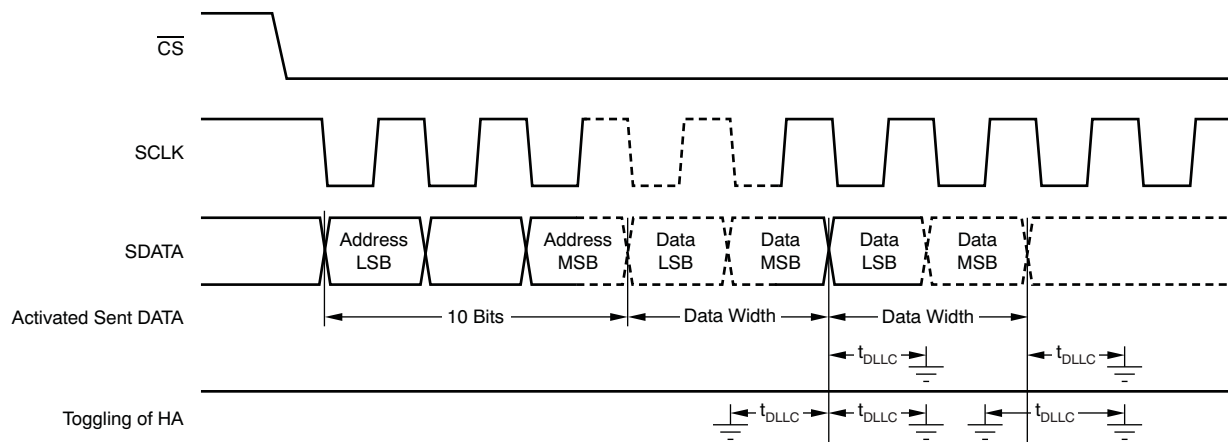 CS
SCLK
SDATA
Address LSB
Address MSB
Data LSB
Data MSB
Data LSB
Data MSB
Activated Sent DATA
10 Bits
Data Width
Data Width
tDLLC
tDLLC
Toggling of HA
tDLLC
tDLLC
tDLLC